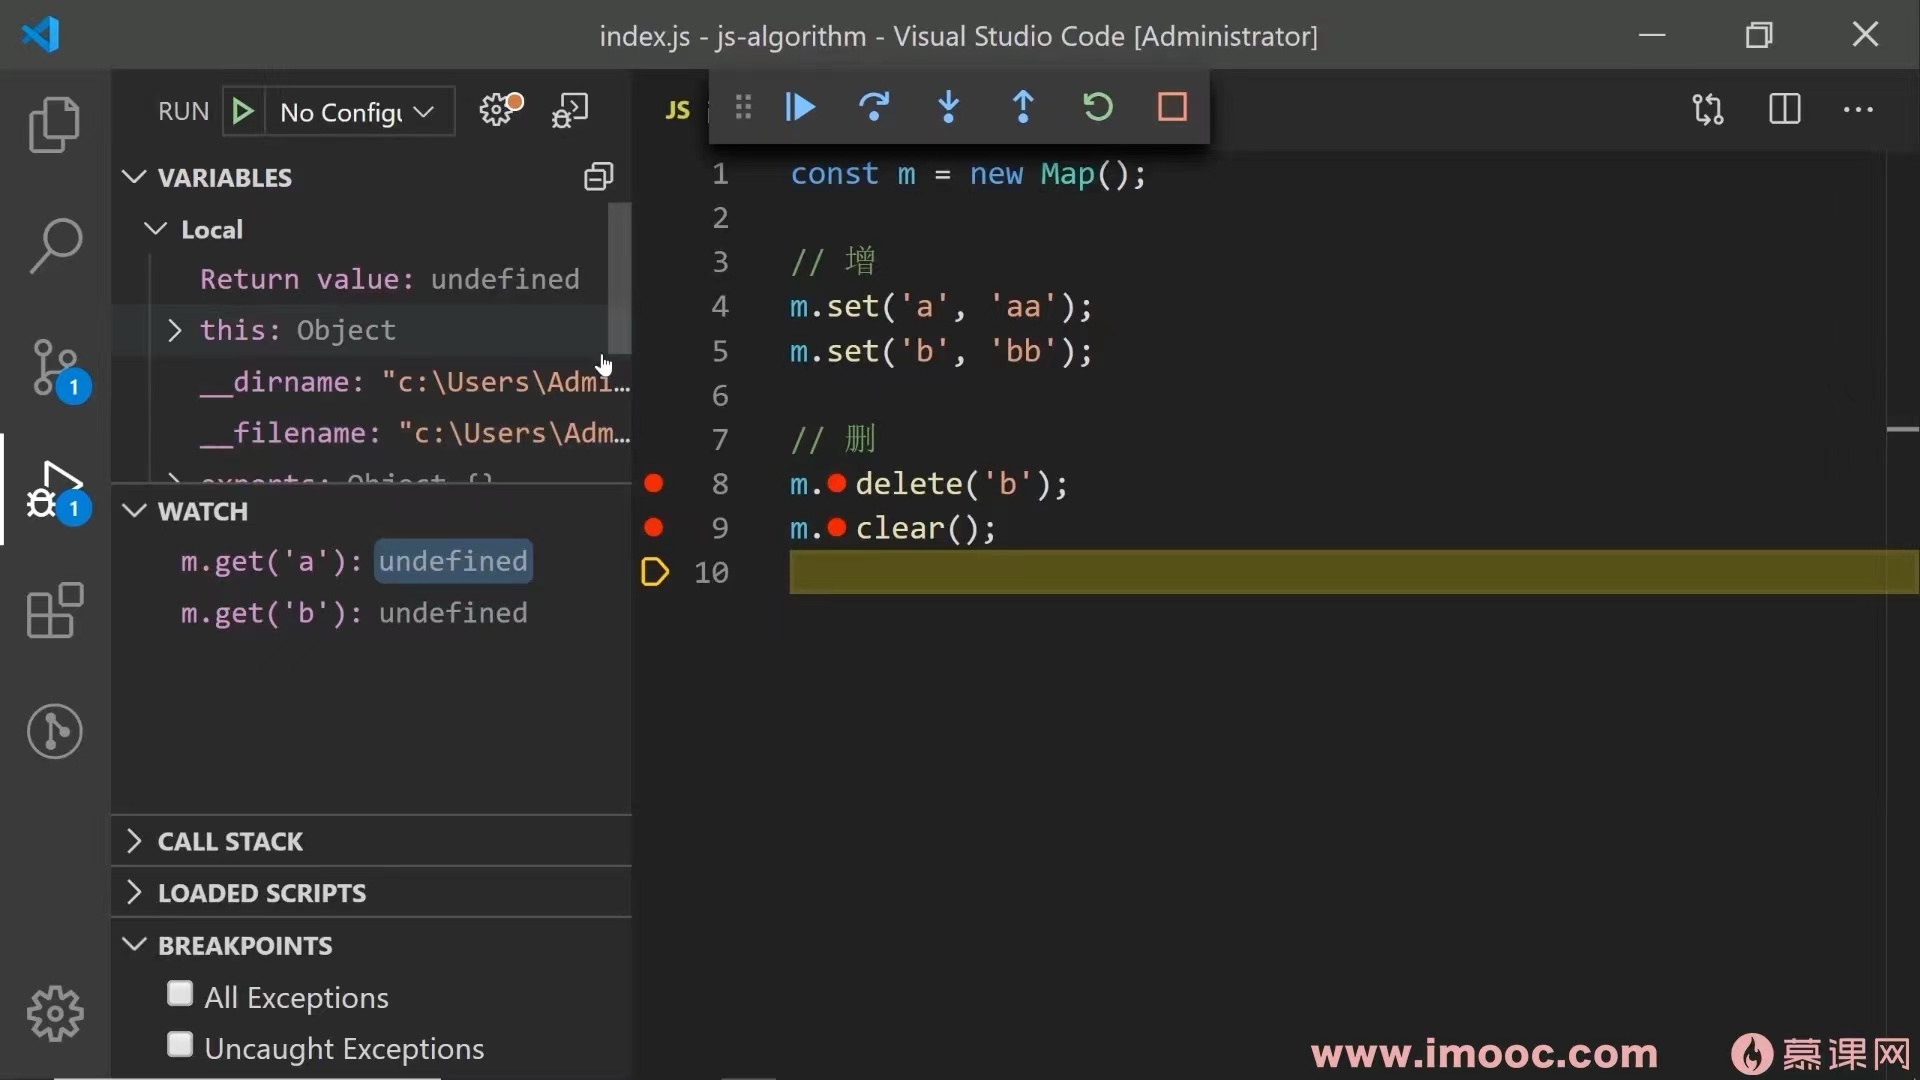 index.js - js-algorithm - Visual Studio Code [Administrator]
RUN No Configu
JS
VARIABLES
Local
Return value: undefined
this: Object
__dirname: "c:\Users\Admi…
__filename: "c:\Users\Adm…
exports: Object {}
WATCH
m.get('a'): undefined
m.get('b'): undefined
CALL STACK
LOADED SCRIPTS
BREAKPOINTS
All Exceptions
Uncaught Exceptions
1
1
1 const m = new Map();
2
3 // 增
4 m.set('a', 'aa');
5 m.set('b', 'bb');
6
7 // 删
8 m.delete('b');
9 m.clear();
10
www.imooc.com 慕课网